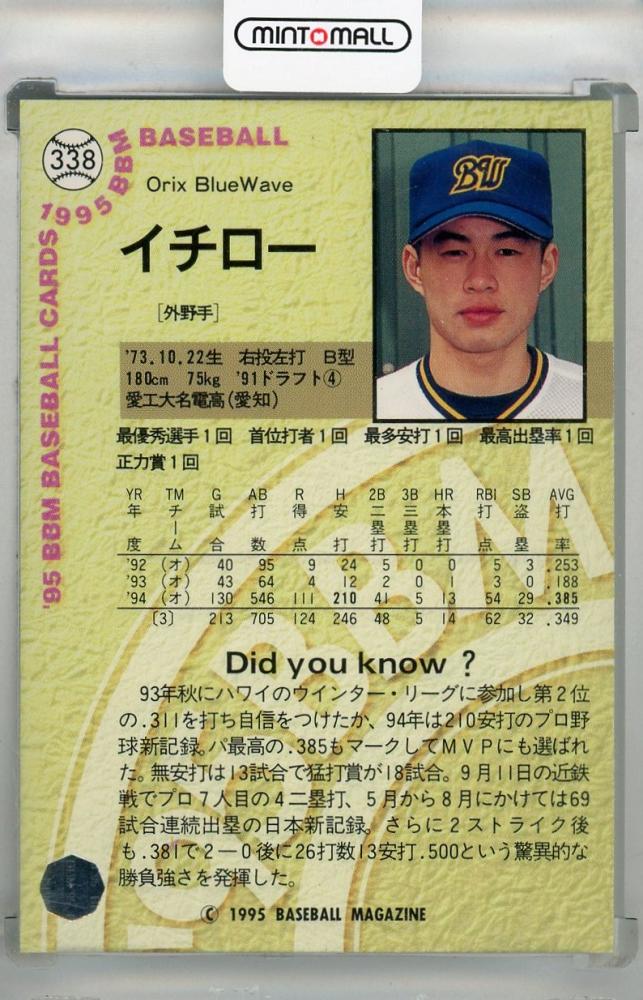 MINT MALL
338
1995 BBM BASEBALL
'95 BBM BASEBALL CARDS
Orix BlueWave
イチロー
[外野手]
BW
'73.10.22生 右投左打 B型
180cm 75kg '91ドラフト④
愛工大名電高(愛知)
最優秀選手1回 首位打者1回 最多安打1回 最高出塁率1回
正力賞1回
YR TM G AB R H 2B 3B HR RBI SB AVG
年度 チーム 試合 打数 得点 安打 二塁打 三塁打 本塁打 打点 盗塁 打率
'92 (オ) 40 95 9 24 5 0 0 5 3 .253
'93 (オ) 43 64 4 12 2 0 1 3 0 .188
'94 (オ) 130 546 111 210 41 5 13 54 29 .385
[3] 213 705 124 246 48 5 14 62 32 .349
Did you know ?
93年秋にハワイのウインター・リーグに参加し第2位
の.311を打ち自信をつけたか、94年は210安打のプロ野
球新記録。パ最高の.385もマークしてMVPにも選ばれ
た。無安打は13試合で猛打賞が18試合。9月11日の近鉄
戦でプロ7人目の4二塁打、5月から8月にかけては69
試合連続出塁の日本新記録。さらに2ストライク後
も.381で2－0後に26打数13安打.500という驚異的な
勝負強さを発揮した。
© 1995 BASEBALL MAGAZINE
BBM